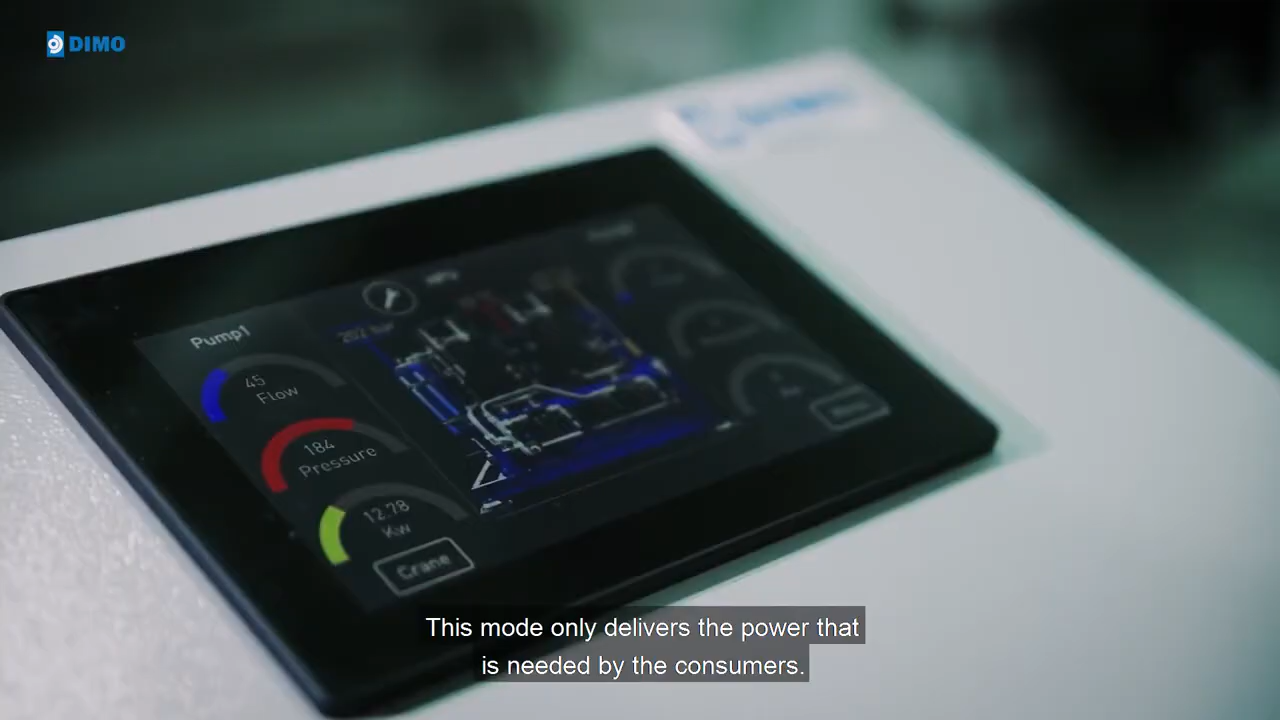 DIMO
Pump1
45
Flow
184
Pressure
12.78
Kw
Crane
This mode only delivers the power that
is needed by the consumers.